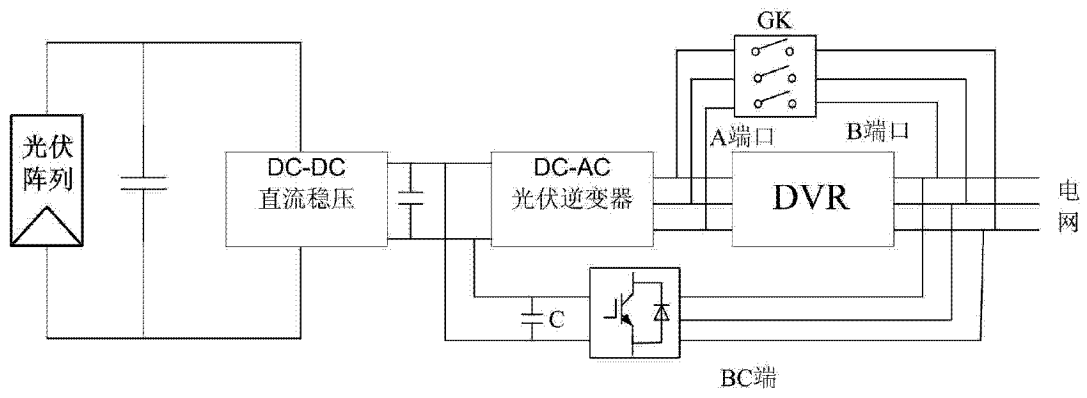 GK
A端口
B端口
光伏
阵列
DC-DC
直流稳压
DC-AC
光伏逆变器
DVR
电
网
C
BC端